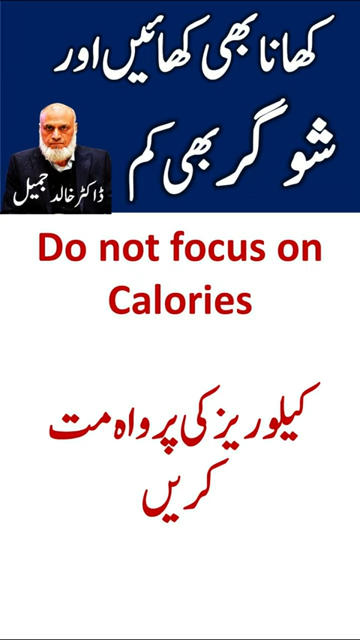 کھانا بھی کھائیں اور
شوگر بھی کم
ڈاکٹر خالد جمیل
Do not focus on
Calories
کیلوریز کی پرواہ مت
کریں